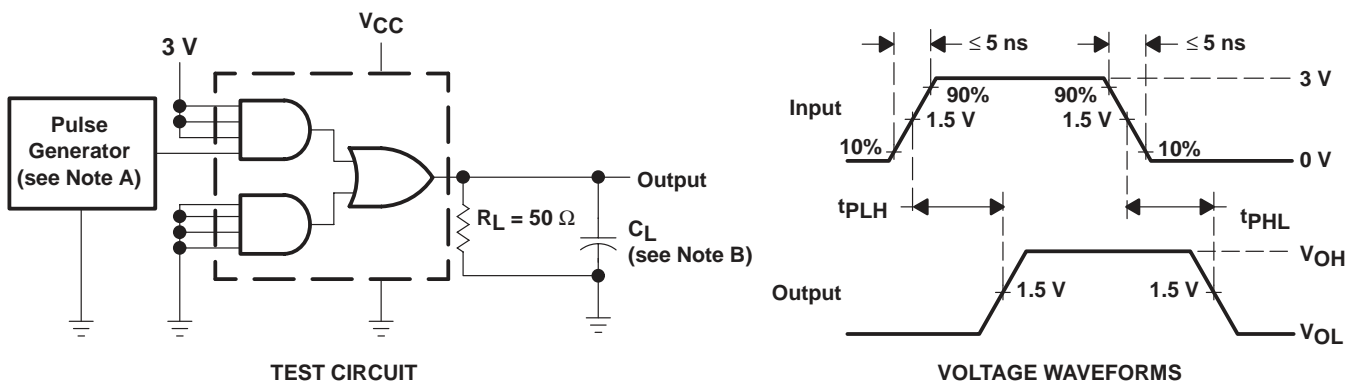 VCC
3 V
Pulse
Generator
(see Note A)
Output
RL = 50 Ω
CL
(see Note B)
TEST CIRCUIT
≤ 5 ns
≤ 5 ns
3 V
Input
90%
90%
1.5 V
1.5 V
10%
10%
0 V
tPLH
tPHL
VOH
Output
1.5 V
1.5 V
VOL
VOLTAGE WAVEFORMS